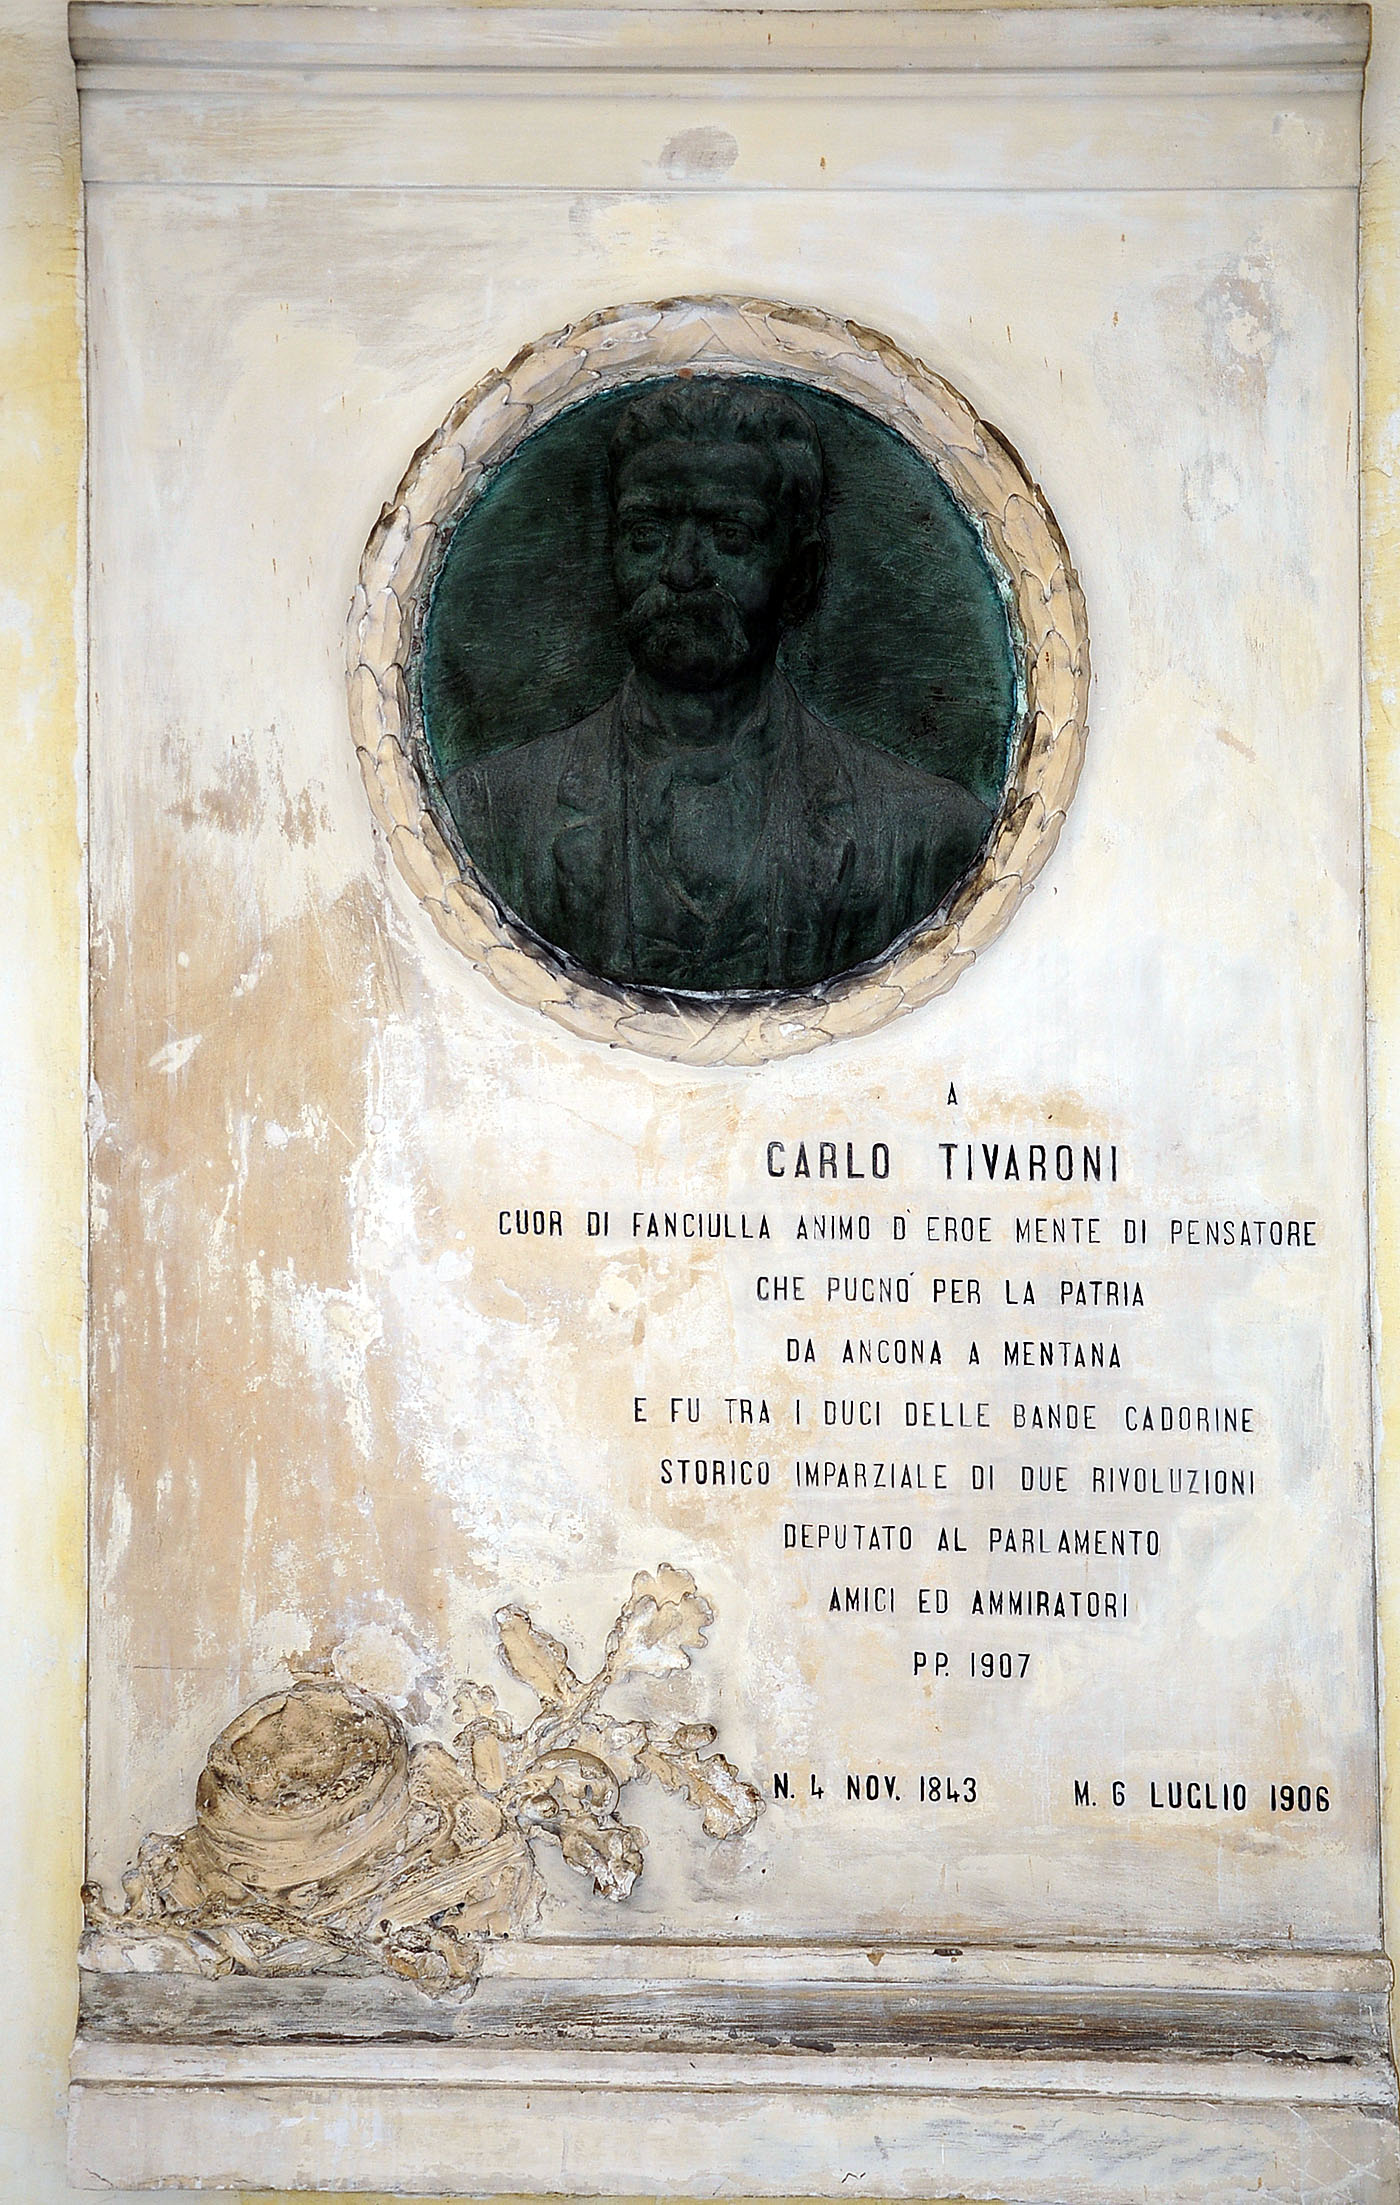 A
CARLO TIVARONI
CUOR DI FANCIULLA ANIMO D'EROE MENTE DI PENSATORE
CHE PUGNO' PER LA PATRIA
DA ANCONA A MENTANA
E FU TRA I DUCI DELLE BANDE CADORINE
STORICO IMPARZIALE DI DUE RIVOLUZIONI
DEPUTATO AL PARLAMENTO
AMICI ED AMMIRATORI
PP. 1907
N. 4 NOV. 1843 M. 6 LUGLIO 1906